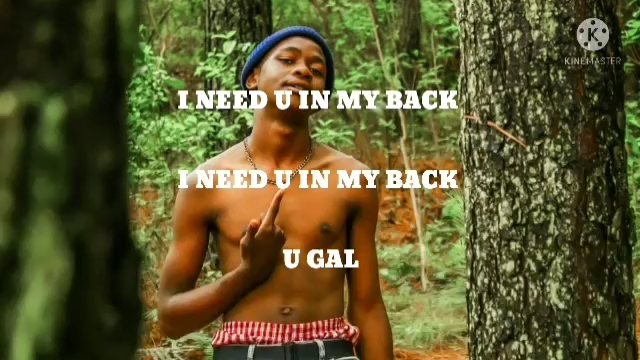 K
KINEMASTER
I NEED U IN MY BACK
I NEED U IN MY BACK
U GAL